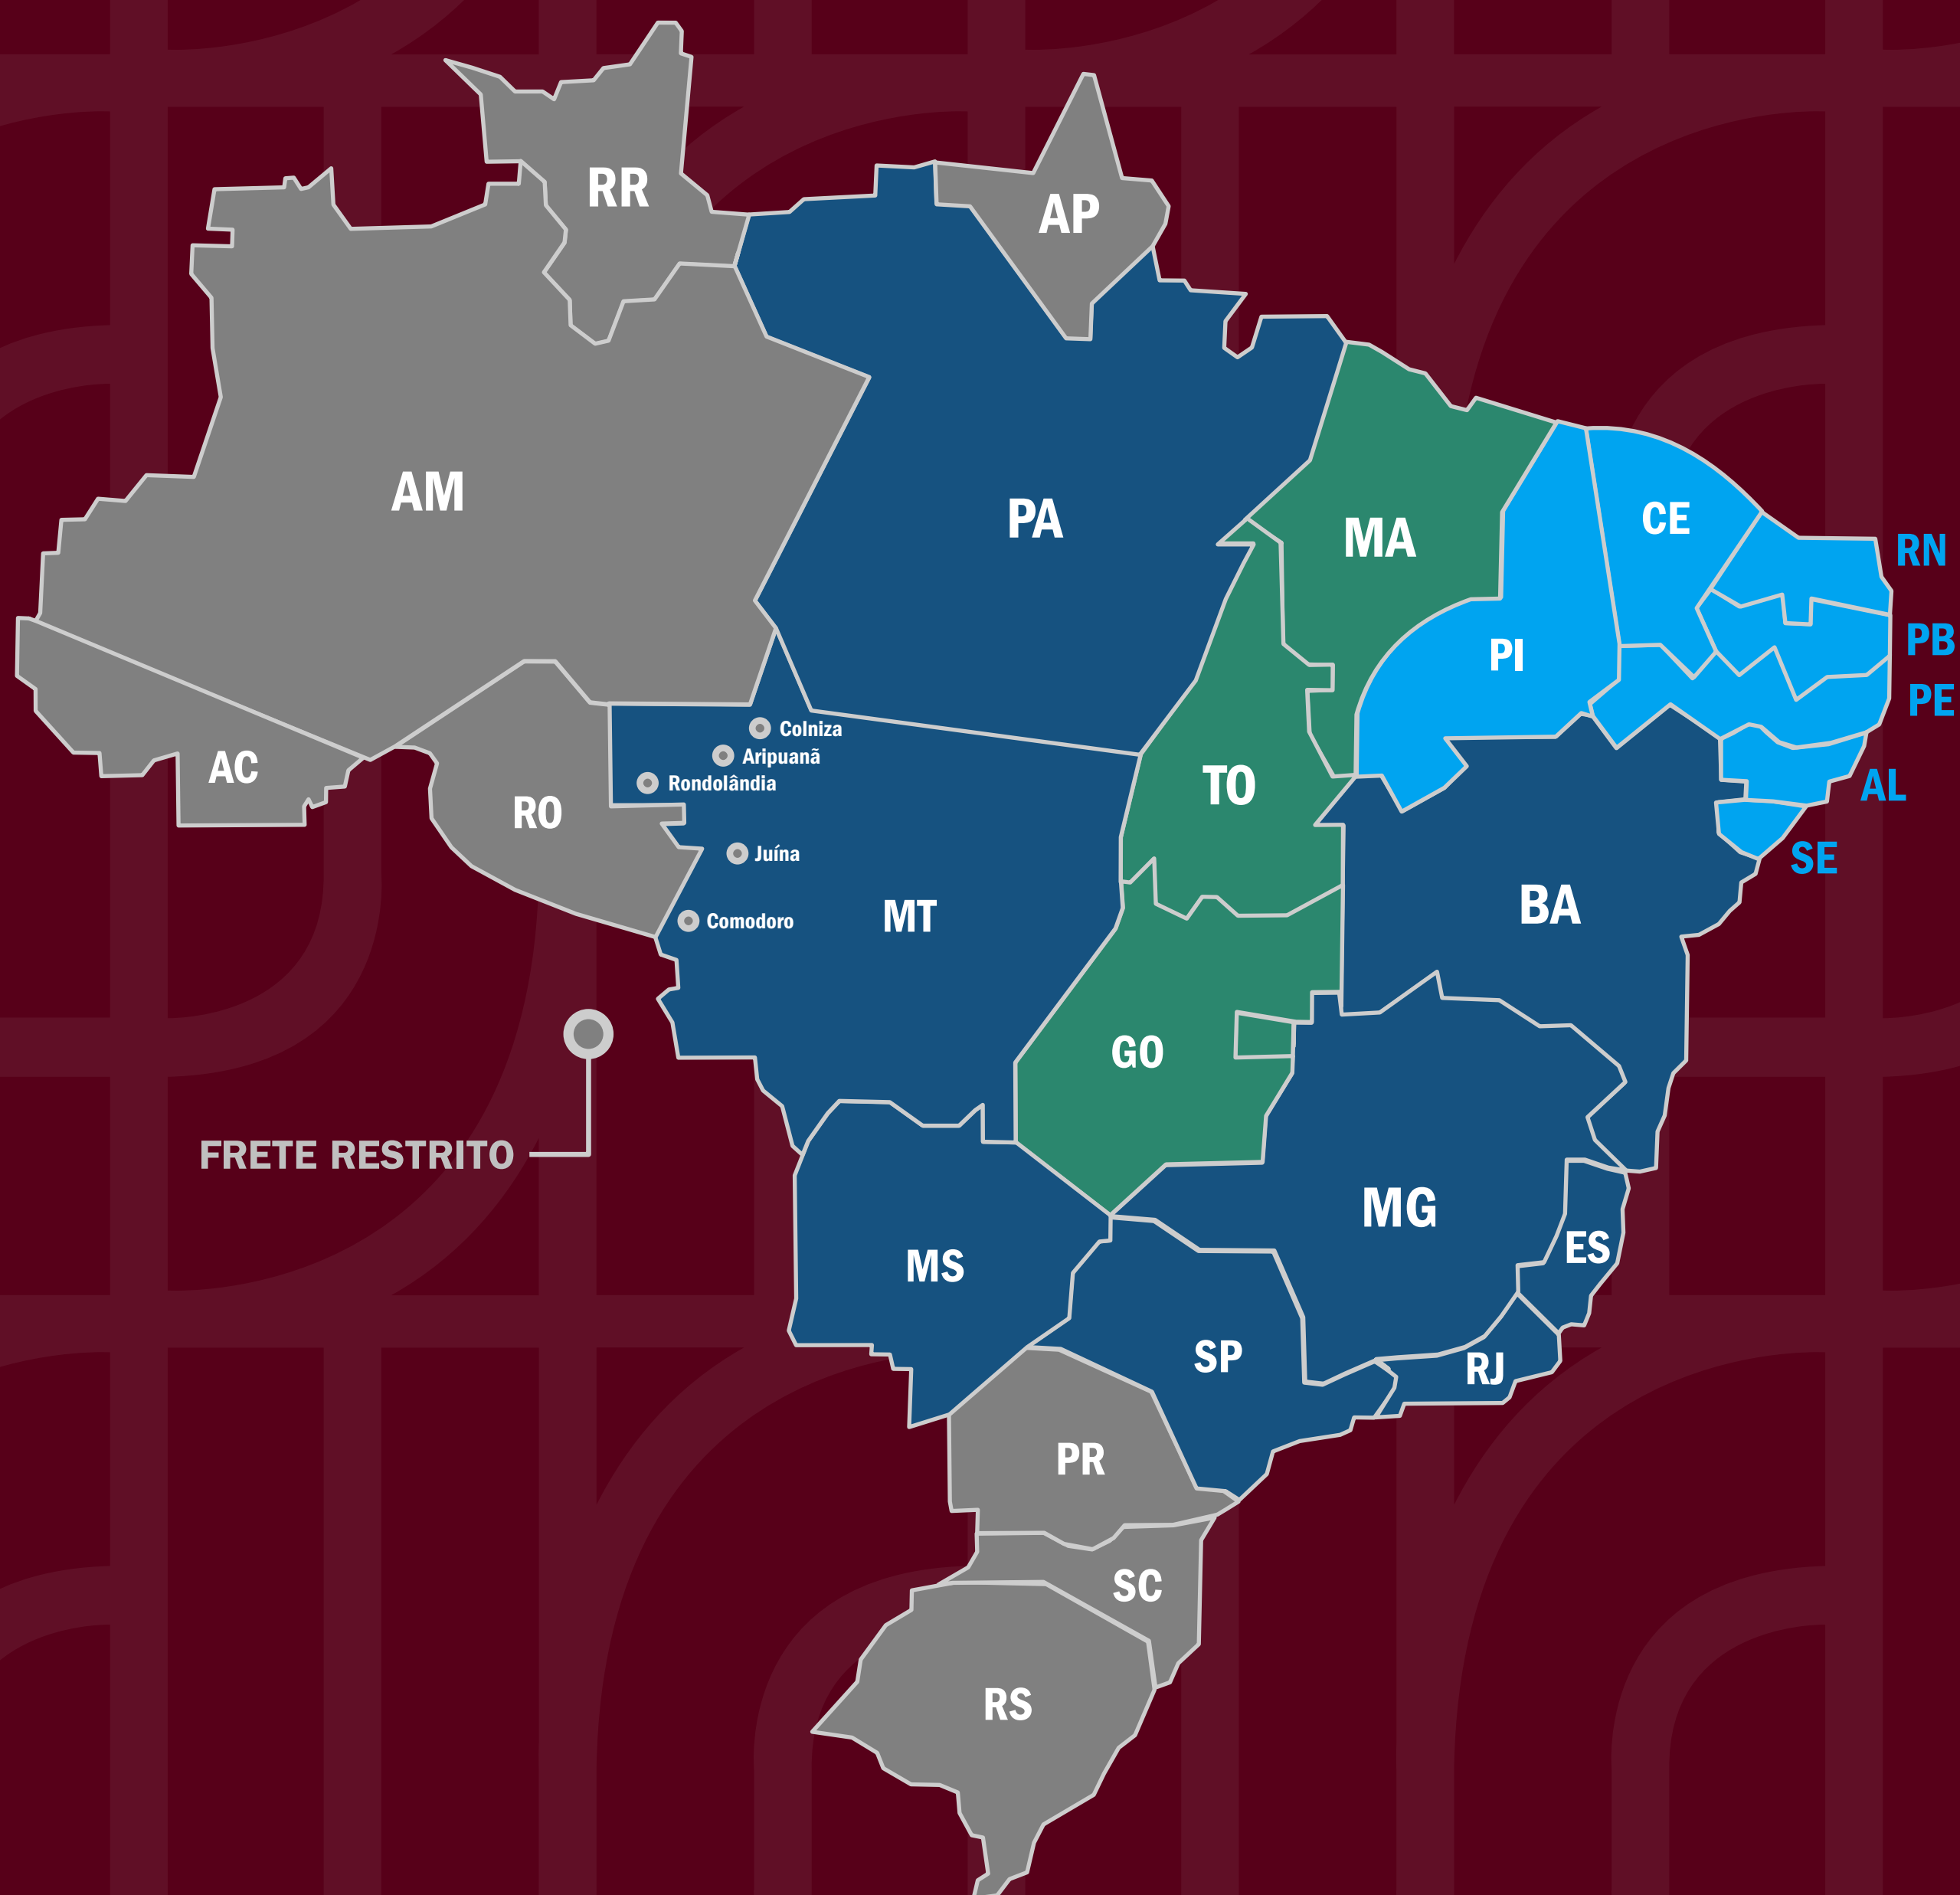 RR
AP
AM
PA
MA
CE
RN
PB
PI
PE
Colniza
Aripuanã
AC
Rondolândia
TO
AL
RO
Juína
SE
BA
MT
Comodoro
GO
FRETE RESTRITO
MG
ES
MS
SP
RJ
PR
SC
RS